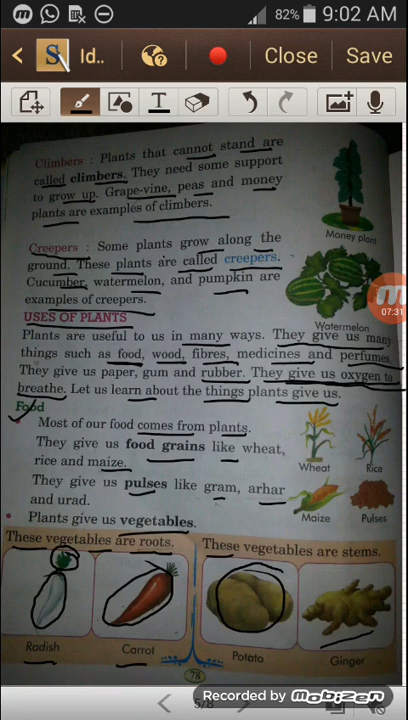 82% 9:02 AM
S Id.. Close Save
T
Climbers : Plants that cannot stand are
called climbers. They need some support
to grow up. Grape-vine, peas and money
plants are examples of climbers.
Money plant
Creepers : Some plants grow along the
ground. These plants are called creepers.
Cucumber, watermelon, and pumpkin are
examples of creepers.
Watermelon
07:31
USES OF PLANTS
Plants are useful to us in many ways. They give us many
things such as food, wood, fibres, medicines and perfumes.
They give us paper, gum and rubber. They give us oxygen to
breathe. Let us learn about the things plants give us.
Food
• Most of our food comes from plants.
They give us food grains like wheat,
rice and maize.
They give us pulses like gram, arhar
and urad.
Wheat Rice
Maize Pulses
• Plants give us vegetables.
These vegetables are roots.
These vegetables are stems.
Radish Carrot Potato Ginger
78
5/8
Recorded by MOBIZEN